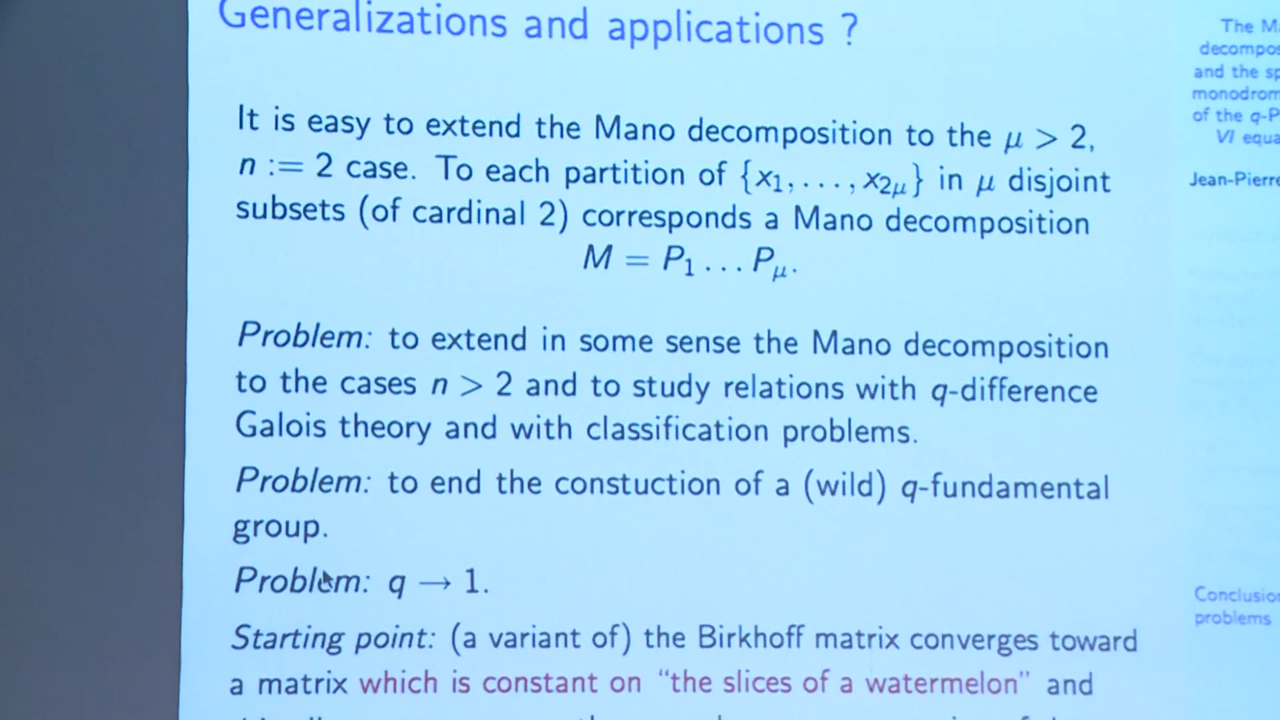 Generalizations and applications ?
It is easy to extend the Mano decomposition to the μ > 2,
n := 2 case. To each partition of {x₁, . . . , x₂μ} in μ disjoint
subsets (of cardinal 2) corresponds a Mano decomposition
M = P₁ . . . Pμ.
Problem: to extend in some sense the Mano decomposition
to the cases n > 2 and to study relations with q-difference
Galois theory and with classification problems.
Problem: to end the constuction of a (wild) q-fundamental
group.
Problem: q → 1.
Starting point: (a variant of) the Birkhoff matrix converges toward
a matrix which is constant on “the slices of a watermelon” and
The
and the
of the
VI
Jean-Pierre
problems